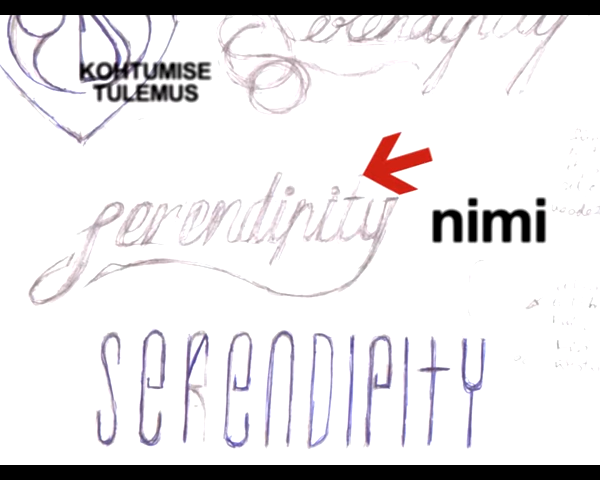 Serendipity
KOHTUMISE
TULEMUS
serendipity
nimi
SERENDIPITY